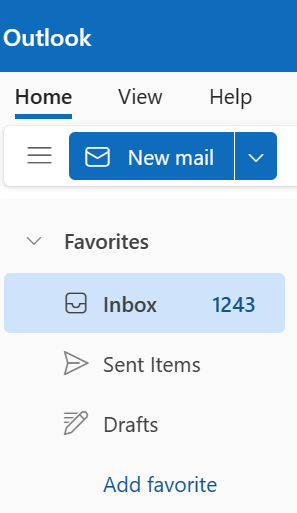 Outlook
Home View Help
New mail
Favorites
Inbox 1243
Sent Items
Drafts
Add favorite